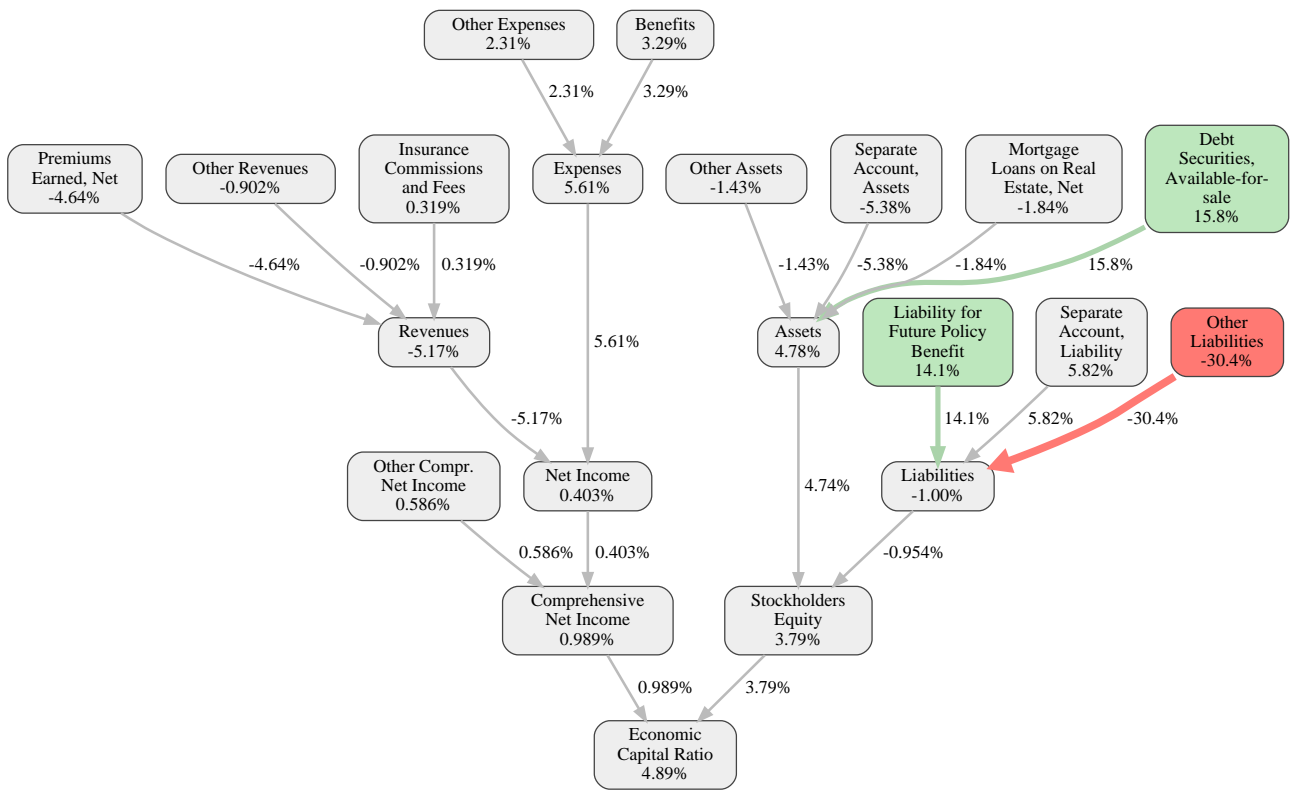 Other Expenses
2.31%
Benefits
3.29%
2.31%
3.29%
Premiums
Earned, Net
-4.64%
Other Revenues
-0.902%
Insurance
Commissions
and Fees
0.319%
Expenses
5.61%
Other Assets
-1.43%
Separate
Account,
Assets
-5.38%
Mortgage
Loans on Real
Estate, Net
-1.84%
Debt
Securities,
Available-for-
sale
15.8%
-4.64%
-0.902%
0.319%
-1.43%
-5.38%
-1.84%
15.8%
Revenues
-5.17%
5.61%
Assets
4.78%
Liability for
Future Policy
Benefit
14.1%
Separate
Account,
Liability
5.82%
Other
Liabilities
-30.4%
-5.17%
14.1%
5.82%
-30.4%
Other Compr.
Net Income
0.586%
Net Income
0.403%
4.74%
Liabilities
-1.00%
0.586%
0.403%
-0.954%
Comprehensive
Net Income
0.989%
Stockholders
Equity
3.79%
0.989%
3.79%
Economic
Capital Ratio
4.89%